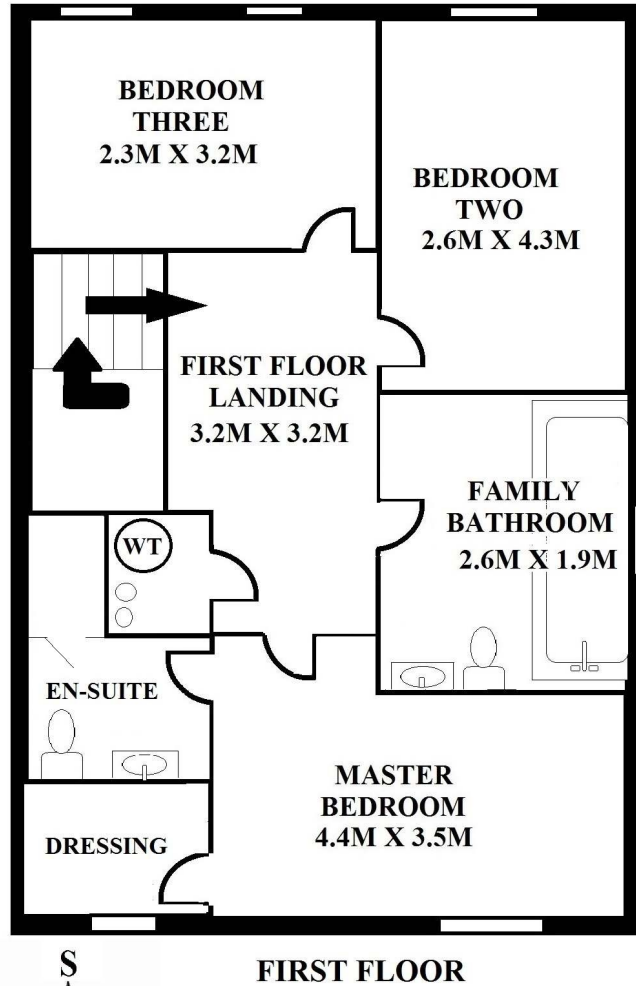 BEDROOM
THREE
2.3M X 3.2M
BEDROOM
TWO
2.6M X 4.3M
FIRST FLOOR
LANDING
3.2M X 3.2M
FAMILY
BATHROOM
2.6M X 1.9M
WT
EN-SUITE
MASTER
BEDROOM
4.4M X 3.5M
DRESSING
S
FIRST FLOOR